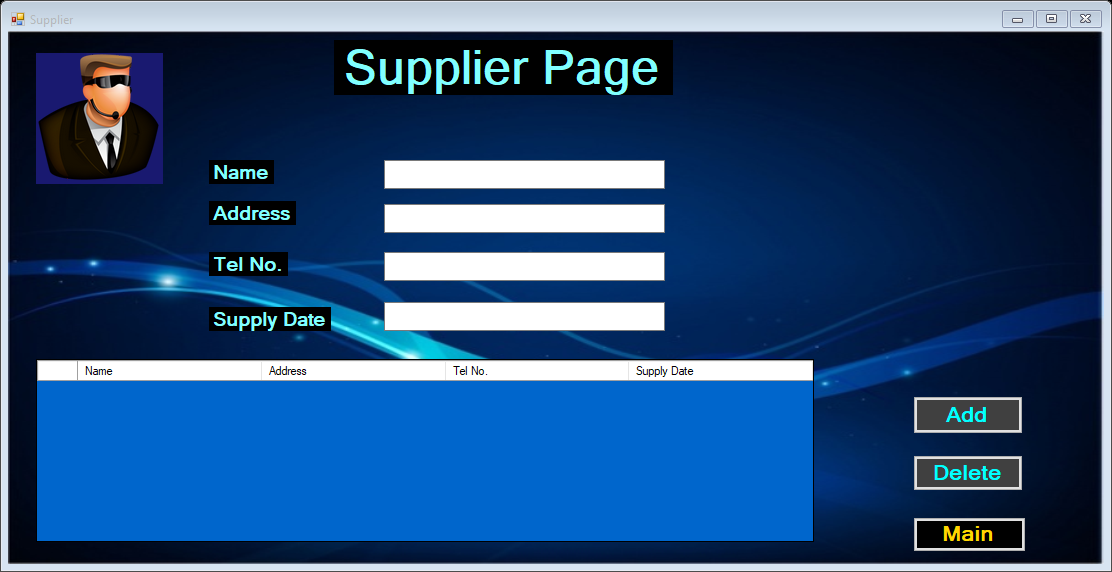 Supplier
Supplier Page
Name
Address
Tel No.
Supply Date
Name Address Tel No. Supply Date
Add
Delete
Main